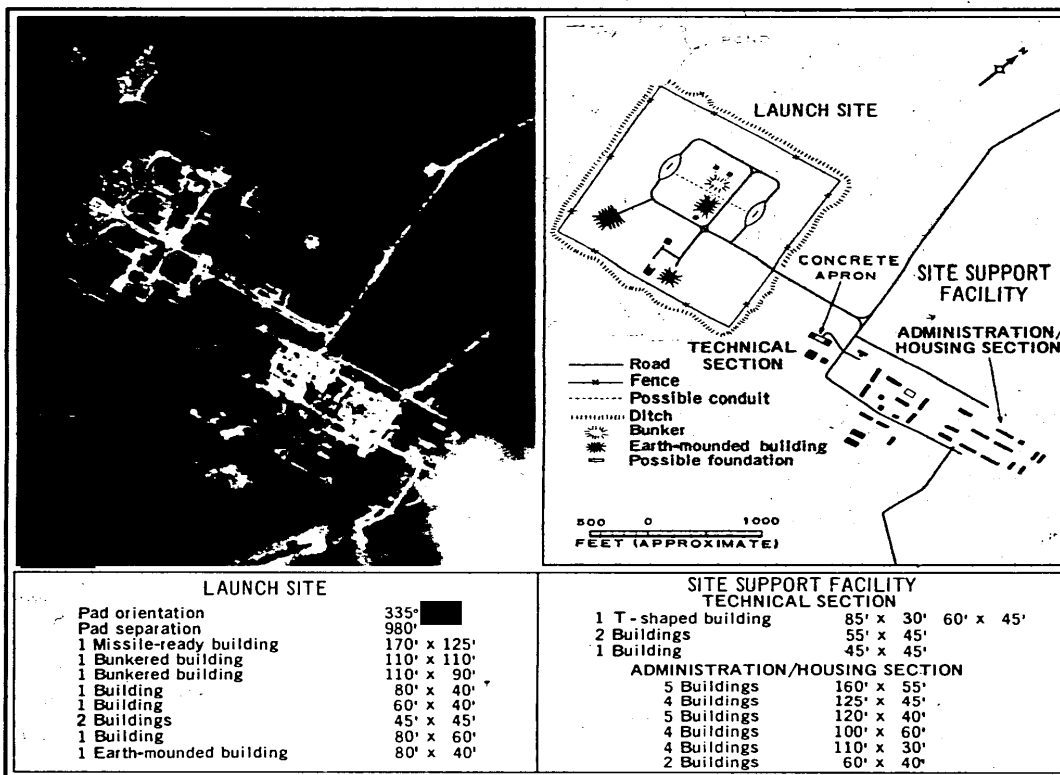 POND
N
LAUNCH SITE
CONCRETE
APRON
SITE SUPPORT
FACILITY
ADMINISTRATION/
HOUSING SECTION
TECHNICAL
SECTION
Road
Fence
Possible conduit
Ditch
Bunker
Earth-mounded building
Possible foundation
500 0 1000
FEET (APPROXIMATE)
LAUNCH SITE
Pad orientation 335°
Pad separation 980'
1 Missile-ready building 170' x 125'
1 Bunkered building 110' x 110'
1 Bunkered building 110' x 90'
1 Building 80' x 40'
1 Building 60' x 40'
2 Buildings 45' x 45'
1 Building 80' x 60'
1 Earth-mounded building 80' x 40'
SITE SUPPORT FACILITY
TECHNICAL SECTION
1 T-shaped building 85' x 30' 60' x 45'
2 Buildings 55' x 45'
1 Building 45' x 45'
ADMINISTRATION/HOUSING SECTION
5 Buildings 160' x 55'
4 Buildings 125' x 45'
5 Buildings 120' x 40'
4 Buildings 100' x 60'
4 Buildings 110' x 30'
2 Buildings 60' x 40'